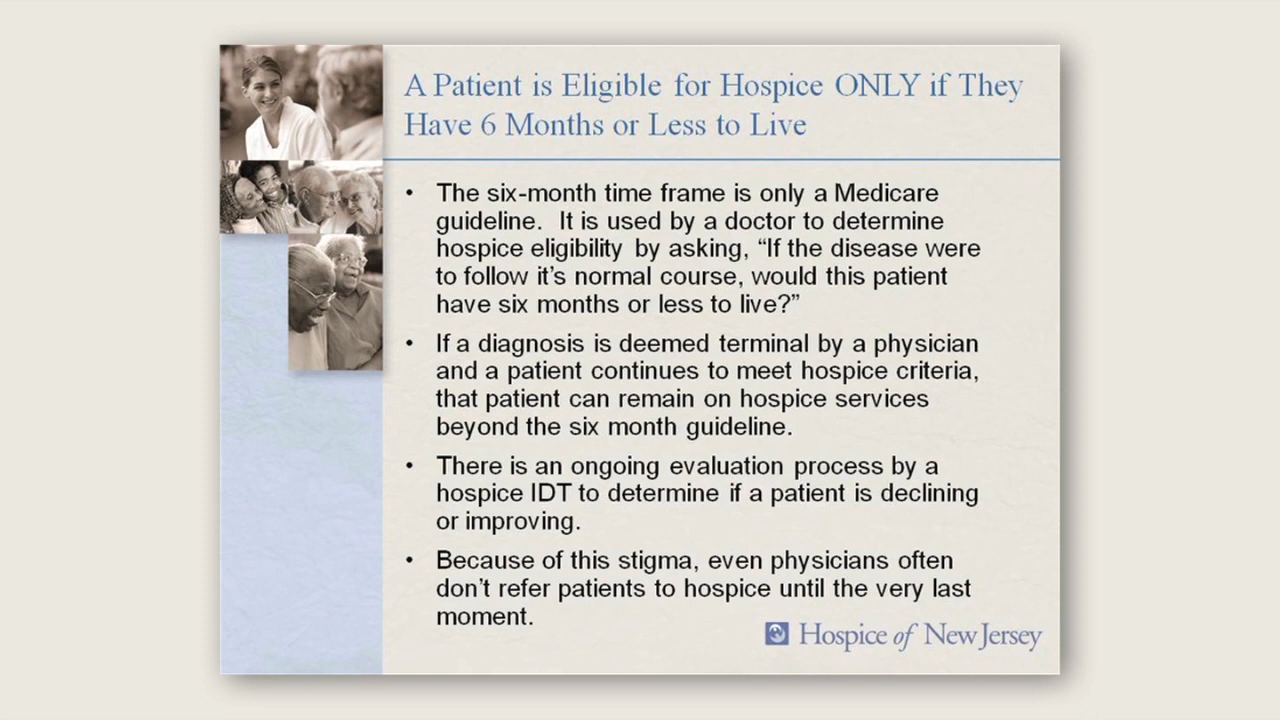 A Patient is Eligible for Hospice ONLY if They
Have 6 Months or Less to Live
• The six-month time frame is only a Medicare
guideline.  It is used by a doctor to determine
hospice eligibility by asking, “If the disease were
to follow it’s normal course, would this patient
have six months or less to live?”
• If a diagnosis is deemed terminal by a physician
and a patient continues to meet hospice criteria,
that patient can remain on hospice services
beyond the six month guideline.
• There is an ongoing evaluation process by a
hospice IDT to determine if a patient is declining
or improving.
• Because of this stigma, even physicians often
don’t refer patients to hospice until the very last
moment.
Hospice of New Jersey